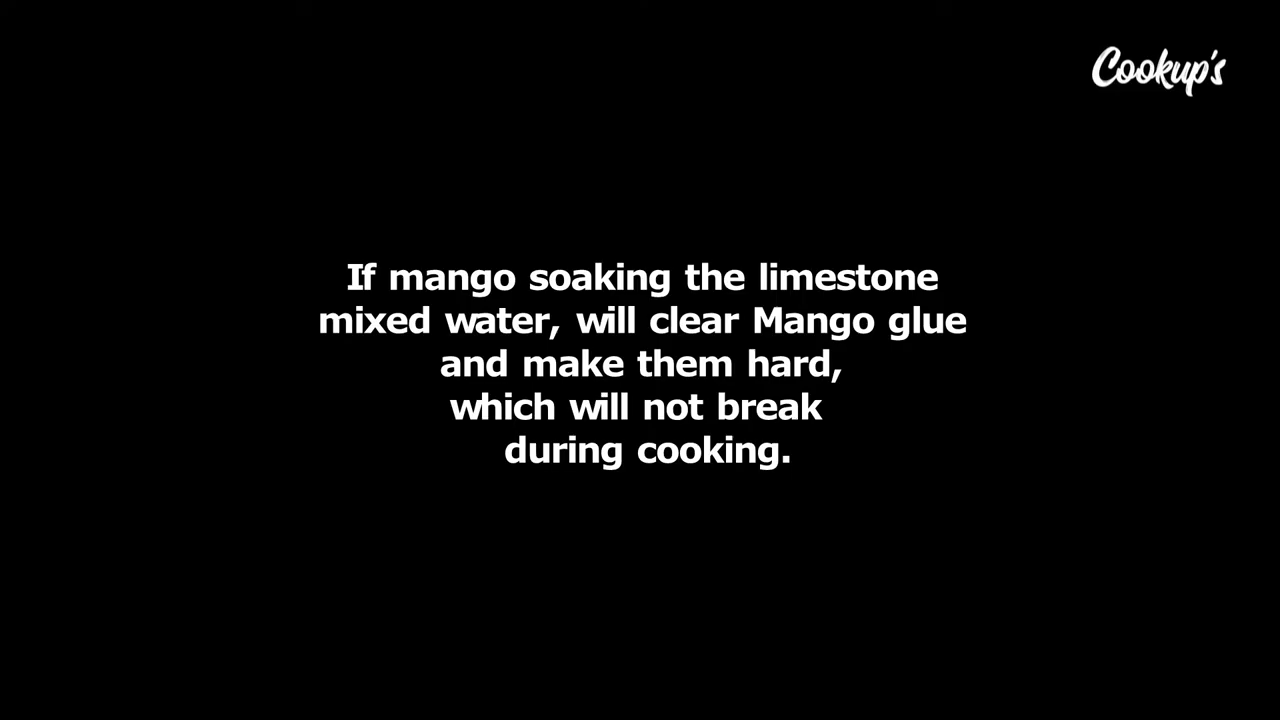 Cookup's
If mango soaking the limestone
mixed water, will clear Mango glue
and make them hard,
which will not break
during cooking.